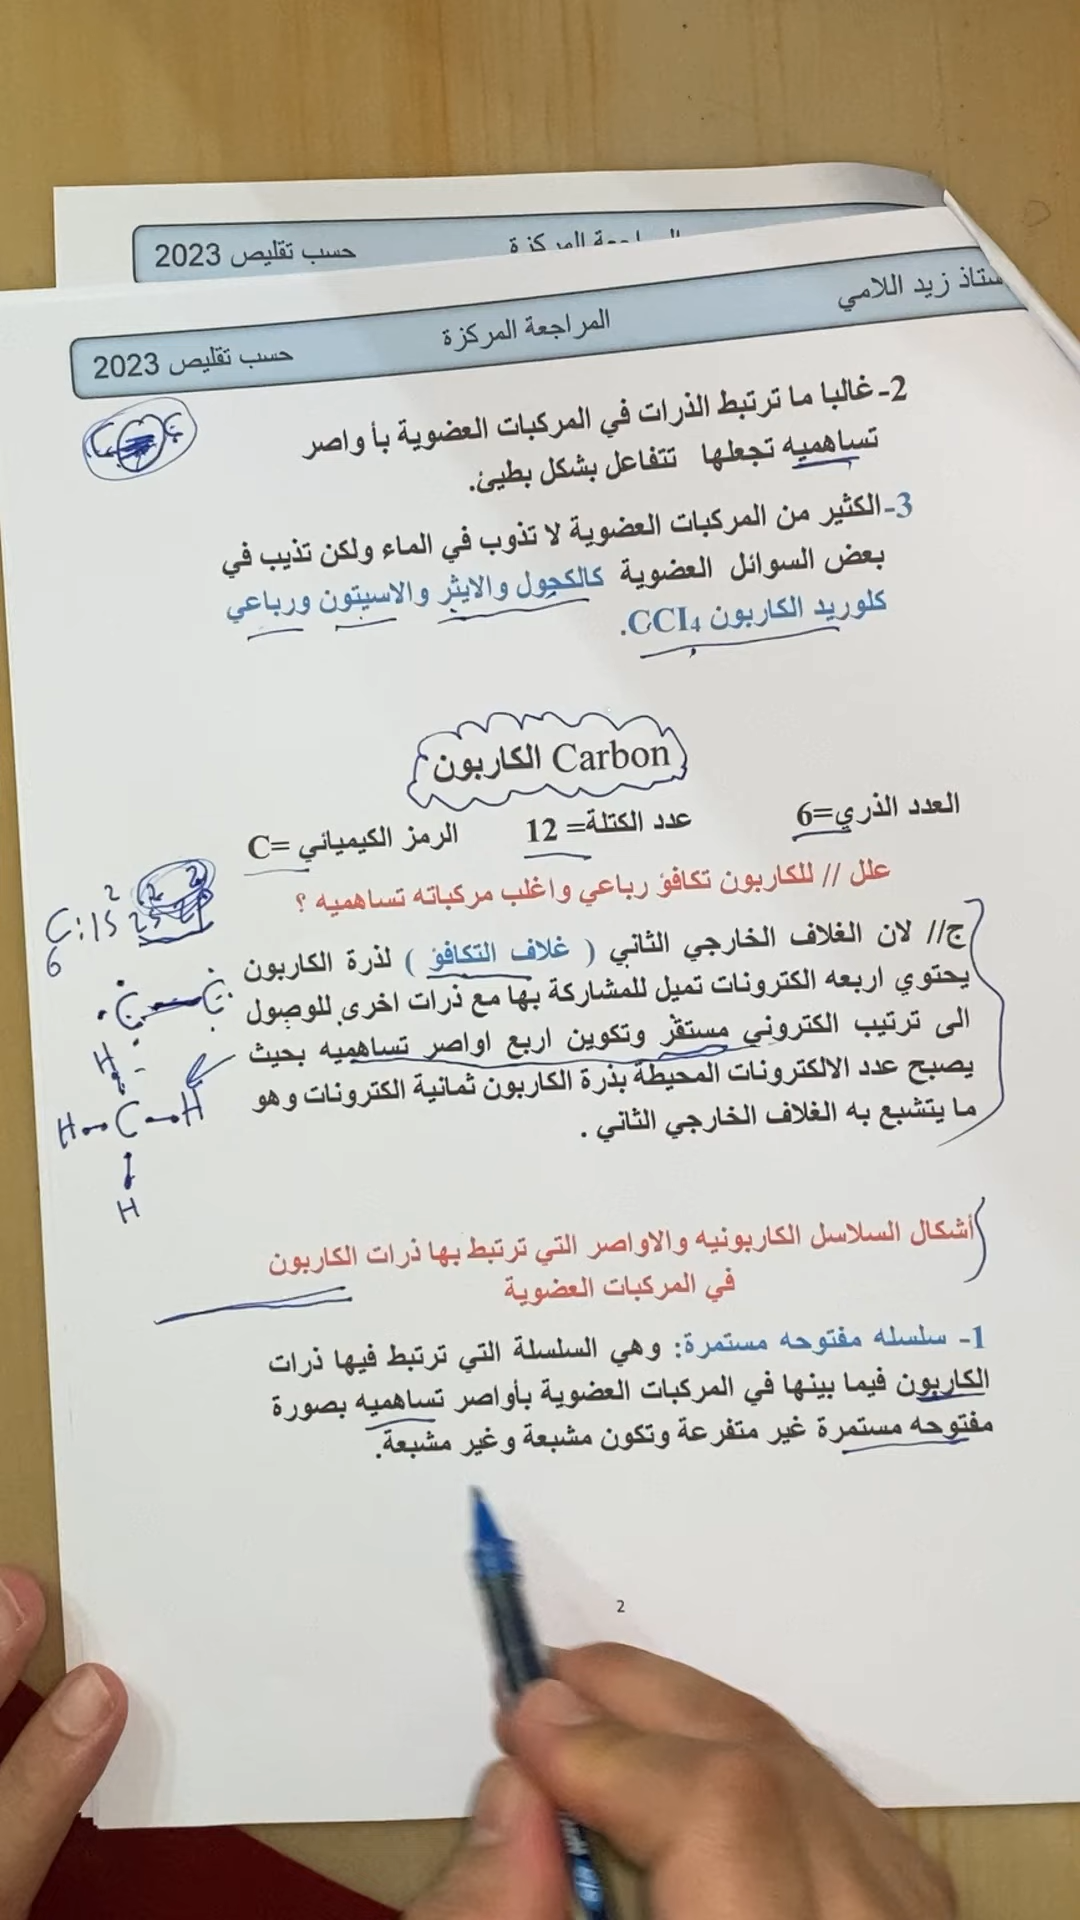 حسب تقليص 2023
ستاذ زيد اللامي
المراجعة المركزة
حسب تقليص 2023
2-غالبا ما ترتبط الذرات في المركبات العضوية بأ واصر
تساهميه تجعلها تتفاعل بشكل بطيئ.
3-الكثير من المركبات العضوية لا تذوب في الماء ولكن تذيب في
بعض السوائل العضوية كالكحول والايثر والاسيتون ورباعي
كلوريد الكاربون CCI₄.
Carbon الكاربون
العدد الذري=6 عدد الكتلة= 12 الرمز الكيميائي =C
علل // للكاربون تكافؤ رباعي واغلب مركباته تساهميه ؟
ج// لان الغلاف الخارجي الثاني ( غلاف التكافؤ ) لذرة الكاربون
يحتوي اربعه الكترونات تميل للمشاركة بها مع ذرات اخرى للوصول
الى ترتيب الكتروني مستقر وتكوين اربع اواصر تساهميه بحيث
يصبح عدد الالكترونات المحيطة بذرة الكاربون ثمانية الكترونات وهو
ما يتشبع به الغلاف الخارجي الثاني .
C:1S² 2S² 2
6
C — C
H
H C H
H
أشكال السلاسل الكاربونيه والاواصر التي ترتبط بها ذرات الكاربون
في المركبات العضوية
1- سلسله مفتوحه مستمرة: وهي السلسلة التي ترتبط فيها ذرات
الكاربون فيما بينها في المركبات العضوية بأواصر تساهميه بصورة
مفتوحه مستمرة غير متفرعة وتكون مشبعة وغير مشبعة.
2